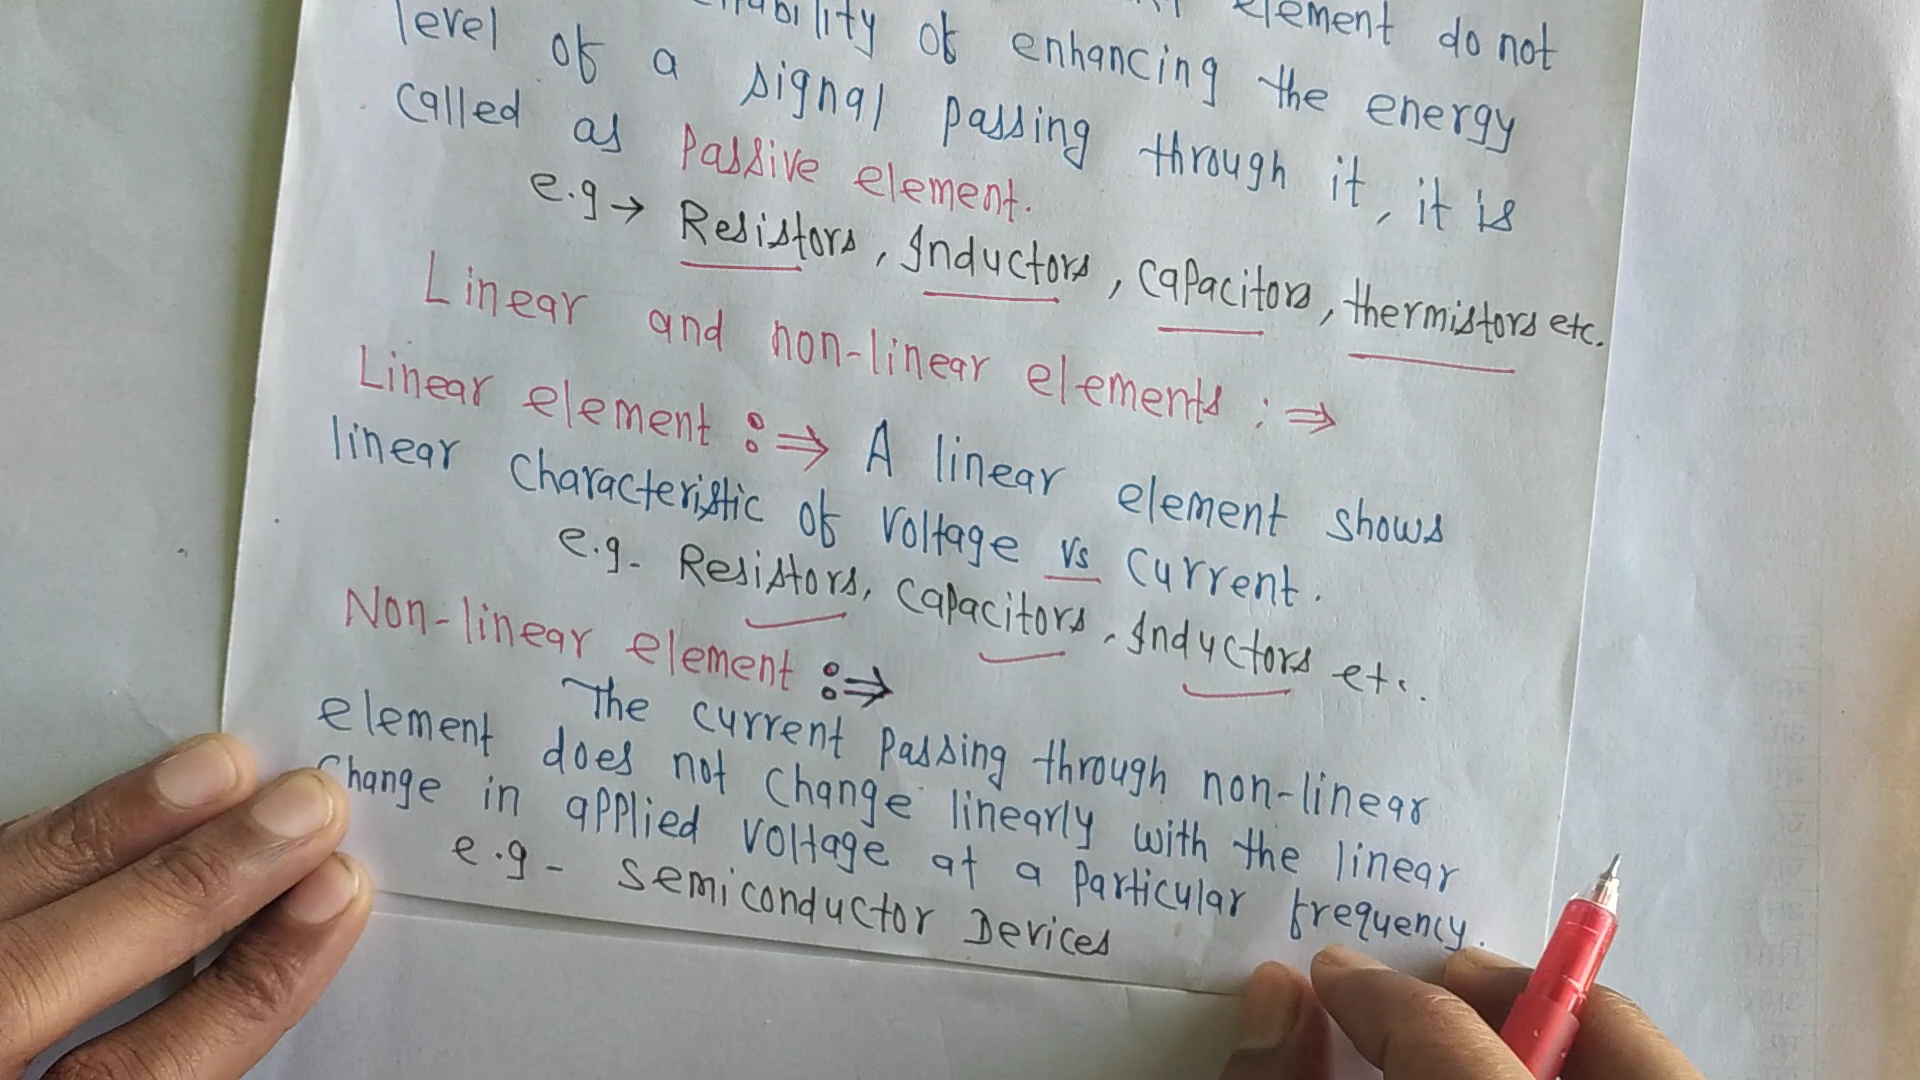 element do not
level of a signal passing through it, it is
ability of enhancing the energy
called as Passive element.
e.g → Resistors, Inductors, Capacitors, thermistors etc.
Linear and non-linear elements : ⇒
Linear element : ⇒ A linear element shows
linear characteristic of Voltage vs Current.
e.g. Resistors, Capacitors, Inductors etc.
Non-linear element : ⇒
The current passing through non-linear
element does not change linearly with the linear
change in applied voltage at a particular frequency.
e.g - Semiconductor Devices